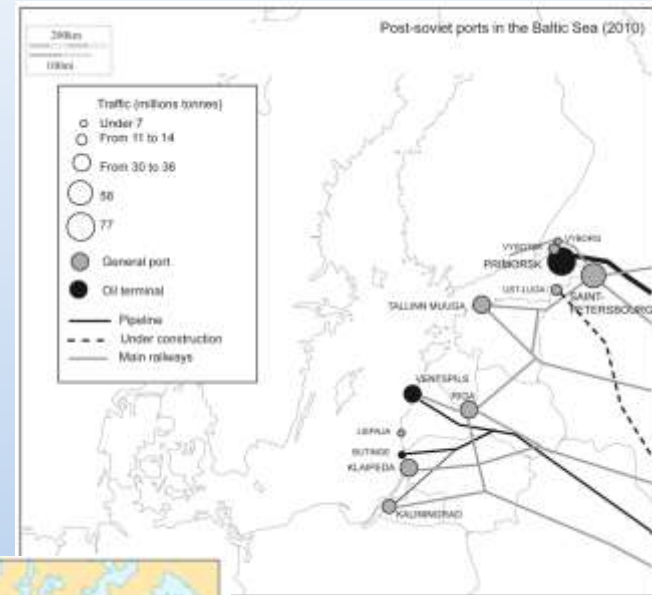 Post-soviet ports in the Baltic Sea (2010)
200km
100mi
Traffic (millions tonnes)
Under 7
From 11 to 14
From 30 to 36
58
77
General port
Oil terminal
Pipeline
Under construction
Main railways
VYBORG
PRIMORSK
UST-LUGA
SAINT-
PETERSBOURG
TALLINN MUUGA
VENTSPILS
RIGA
LIEPAJA
BUTINGE
KLAIPEDA
KALININGRAD